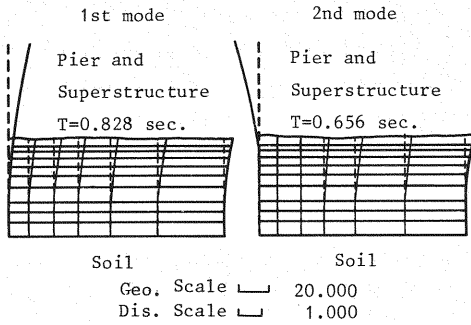 1st mode
2nd mode
Pier and
Superstructure
T=0.828 sec.
Pier and
Superstructure
T=0.656 sec.
Soil
Soil
Geo. Scale 20.000
Dis. Scale 1.000